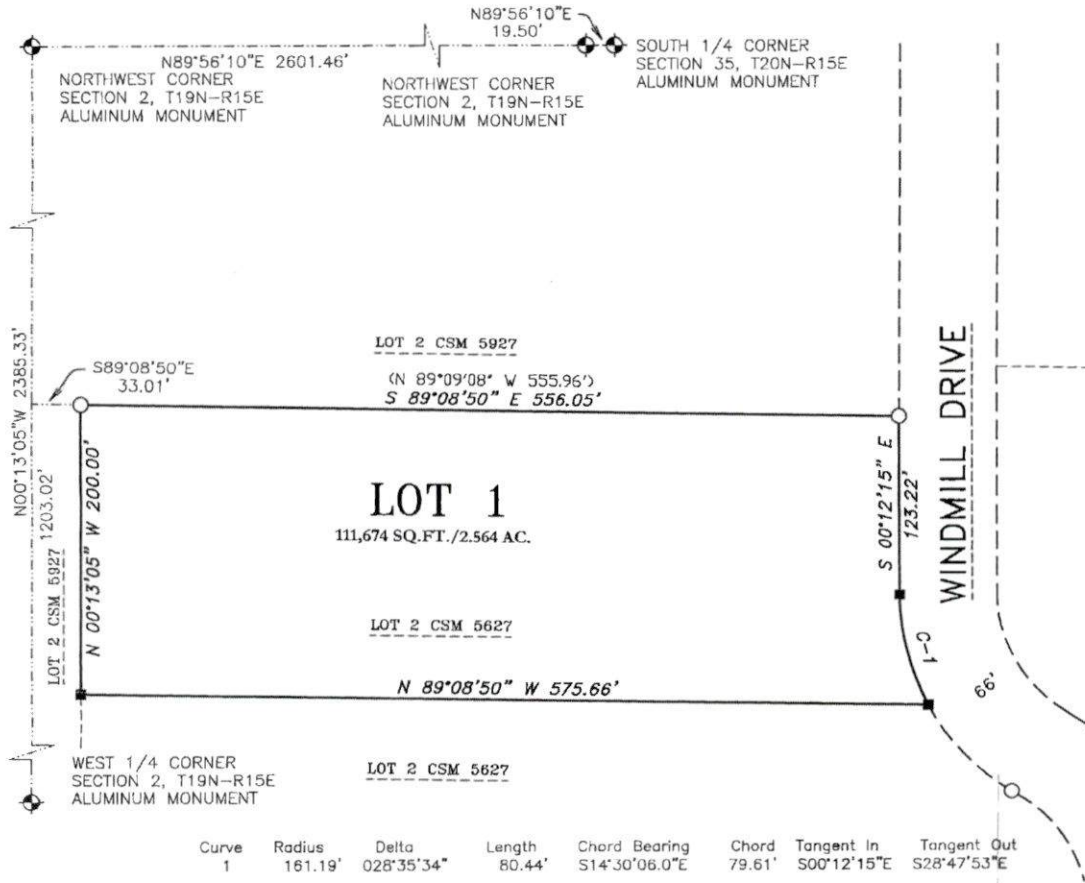 N89°56'10"E
19.50'
N89°56'10"E 2601.46'
NORTHWEST CORNER
SECTION 2, T19N-R15E
ALUMINUM MONUMENT
NORTHWEST CORNER
SECTION 2, T19N-R15E
ALUMINUM MONUMENT
SOUTH 1/4 CORNER
SECTION 35, T20N-R15E
ALUMINUM MONUMENT
N00°13'05"W 2385.33'
S89°08'50"E
33.01'
LOT 2 CSM 5927
(N 89°09'08" W 555.96')
S 89°08'50" E 556.05'
1203.02'
LOT 2 CSM 5927
N 00°13'05" W 200.00'
LOT 1
111,674 SQ.FT./2.564 AC.
S 00°12'15" E
123.22'
WINDMILL DRIVE
LOT 2 CSM 5627
C-1
66'
N 89°08'50" W 575.66'
WEST 1/4 CORNER
SECTION 2, T19N-R15E
ALUMINUM MONUMENT
LOT 2 CSM 5627
Curve Radius Delta Length Chord Bearing Chord Tangent In Tangent Out
1 161.19' 028°35'34" 80.44' S14°30'06.0"E 79.61' S00°12'15"E S28°47'53"E